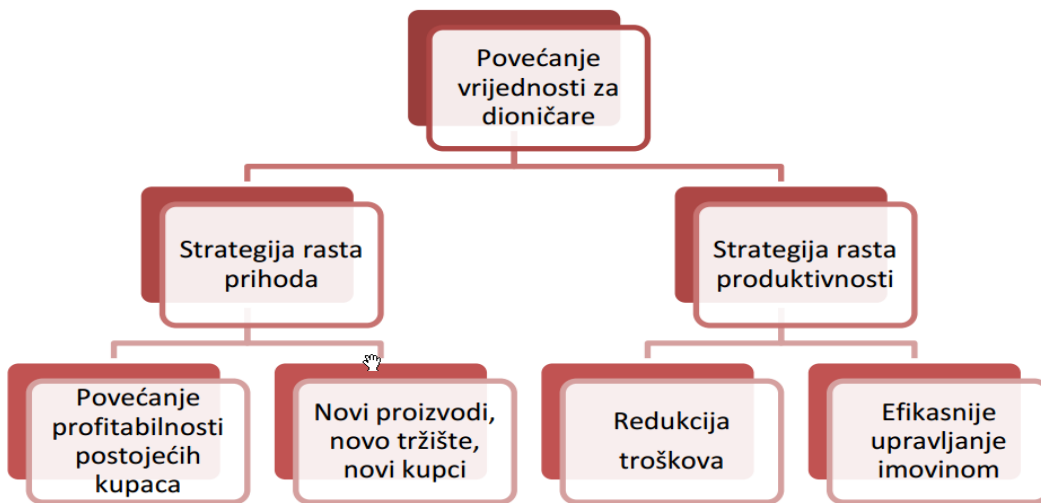 Povećanje
vrijednosti za
dioničare
Strategija rasta
prihoda
Strategija rasta
produktivnosti
Povećanje
profitabilnosti
postojećih
kupaca
Novi proizvodi,
novo tržište,
novi kupci
Redukcija
troškova
Efikasnije
upravljanje
imovinom